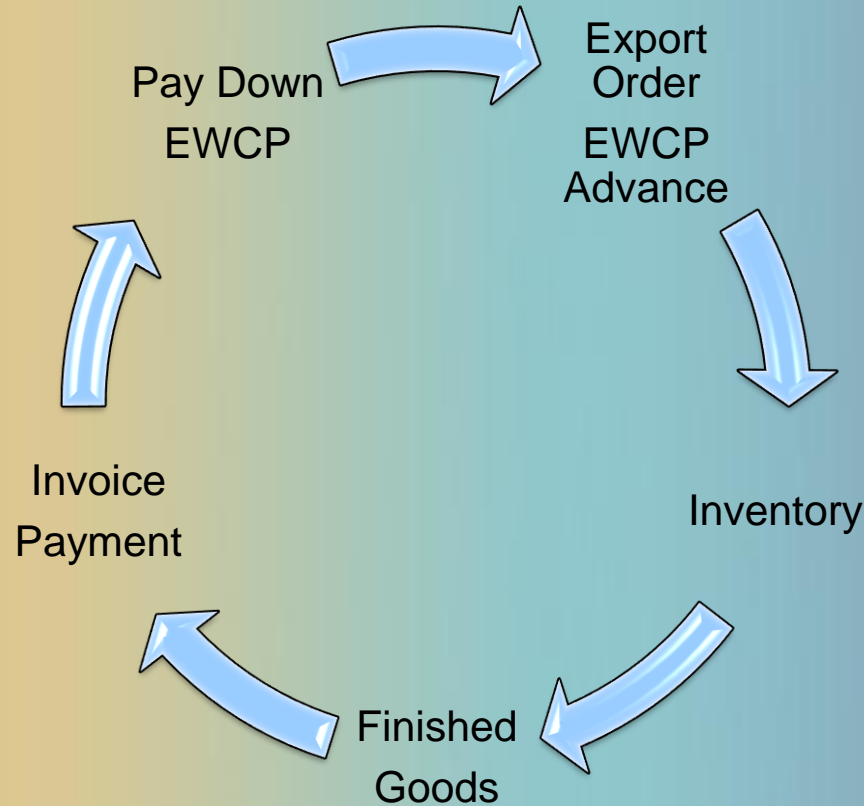 Export
Order
EWCP
Advance
Inventory
Finished
Goods
Invoice
Payment
Pay Down
EWCP